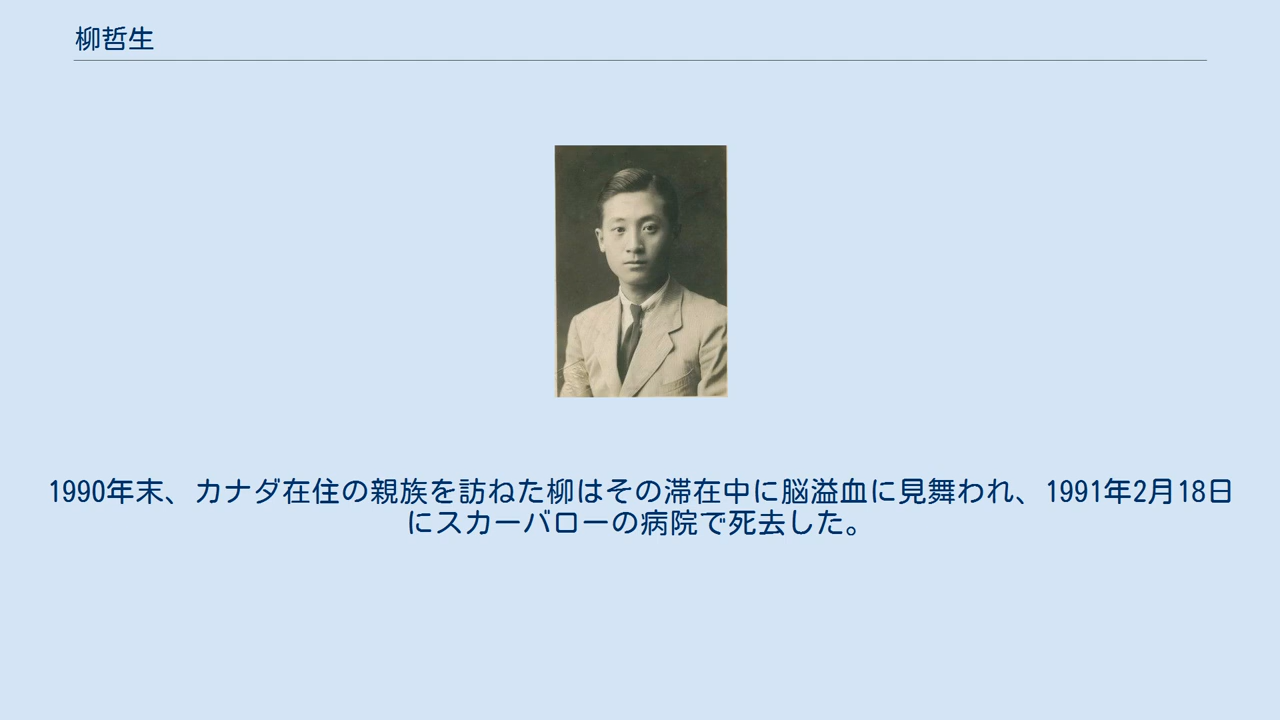 柳哲生
1990年末、カナダ在住の親族を訪ねた柳はその滞在中に脳溢血に見舞われ、1991年2月18日
にスカーバローの病院で死去した。